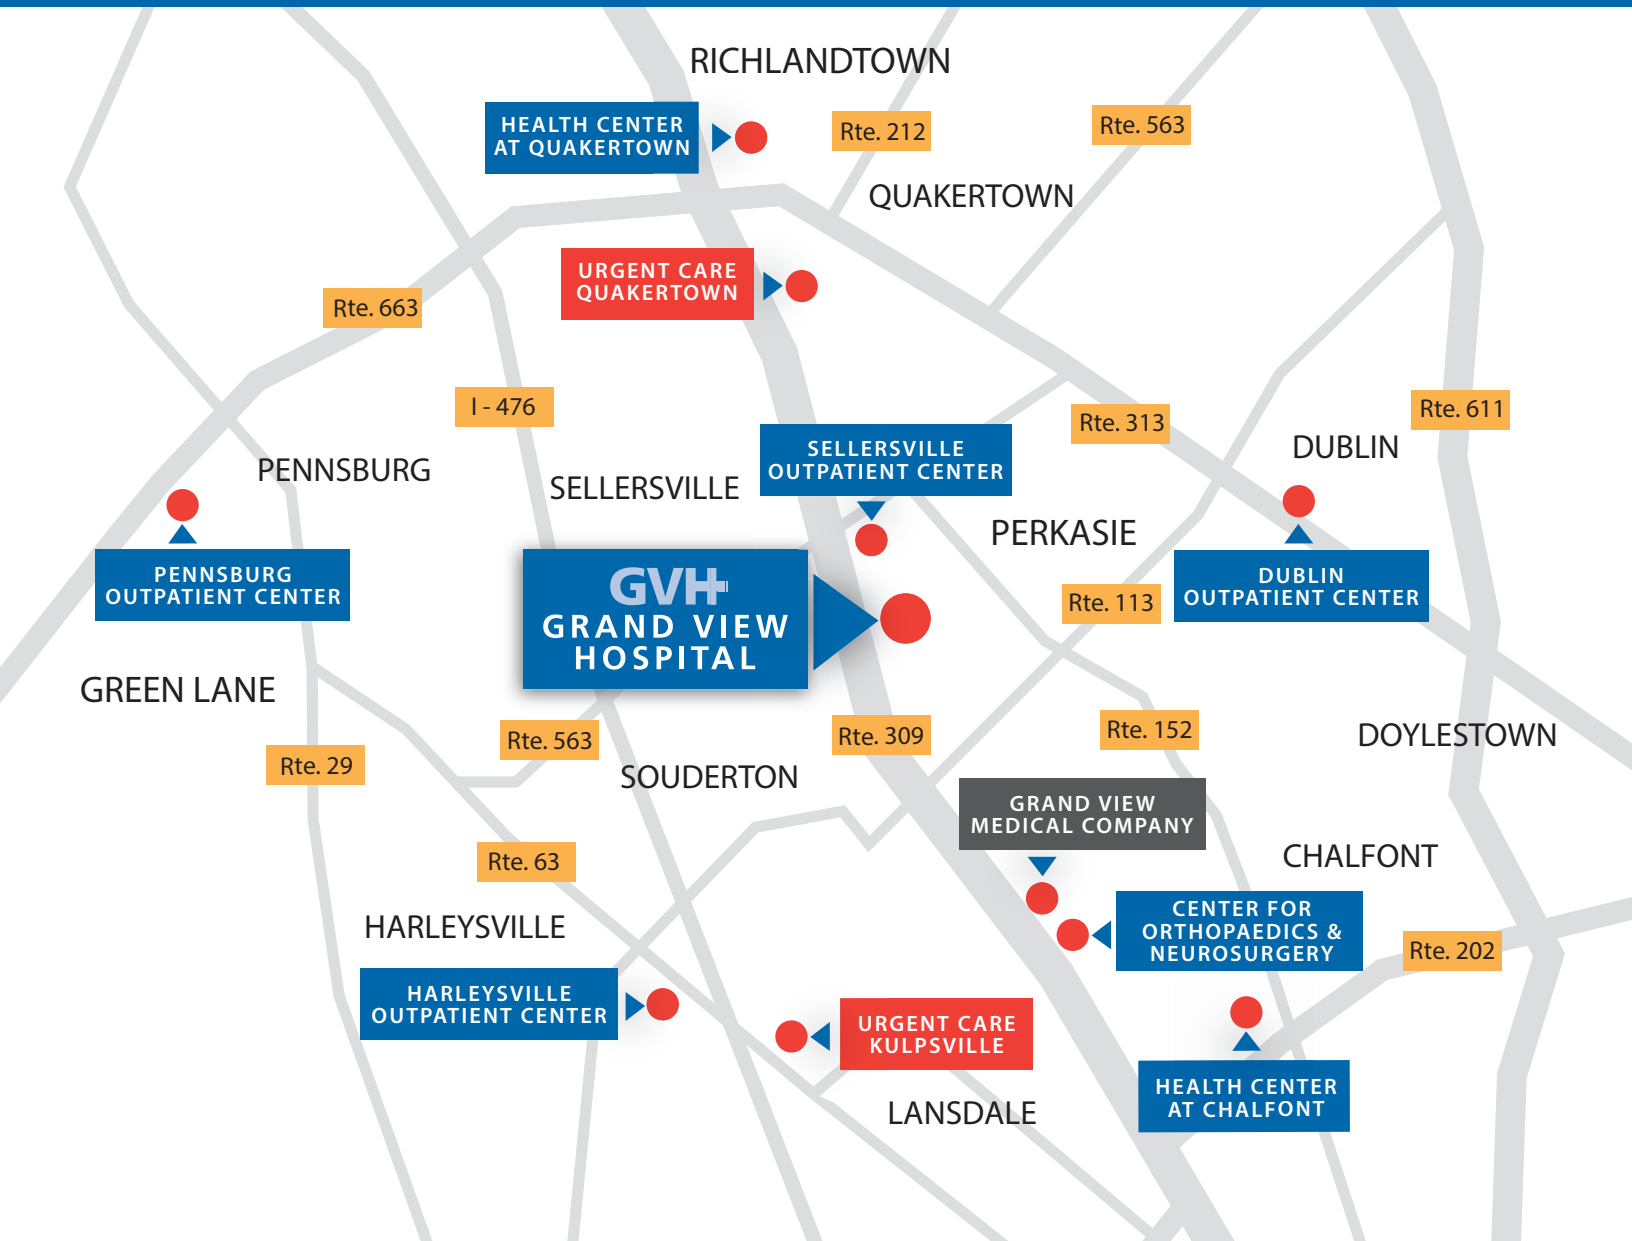 RICHLANDTOWN
HEALTH CENTER
AT QUAKERTOWN
Rte. 212
Rte. 563
QUAKERTOWN
URGENT CARE
QUAKERTOWN
Rte. 663
I - 476
Rte. 313
Rte. 611
SELLERSVILLE
OUTPATIENT CENTER
DUBLIN
PENNSBURG
SELLERSVILLE
PERKASIE
PENNSBURG
OUTPATIENT CENTER
GVH
GRAND VIEW
HOSPITAL
Rte. 113
DUBLIN
OUTPATIENT CENTER
GREEN LANE
Rte. 563
Rte. 309
Rte. 152
DOYLESTOWN
Rte. 29
SOUDERTON
GRAND VIEW
MEDICAL COMPANY
Rte. 63
CHALFONT
HARLEYSVILLE
CENTER FOR
ORTHOPAEDICS &
NEUROSURGERY
Rte. 202
HARLEYSVILLE
OUTPATIENT CENTER
URGENT CARE
KULPSVILLE
HEALTH CENTER
AT CHALFONT
LANSDALE